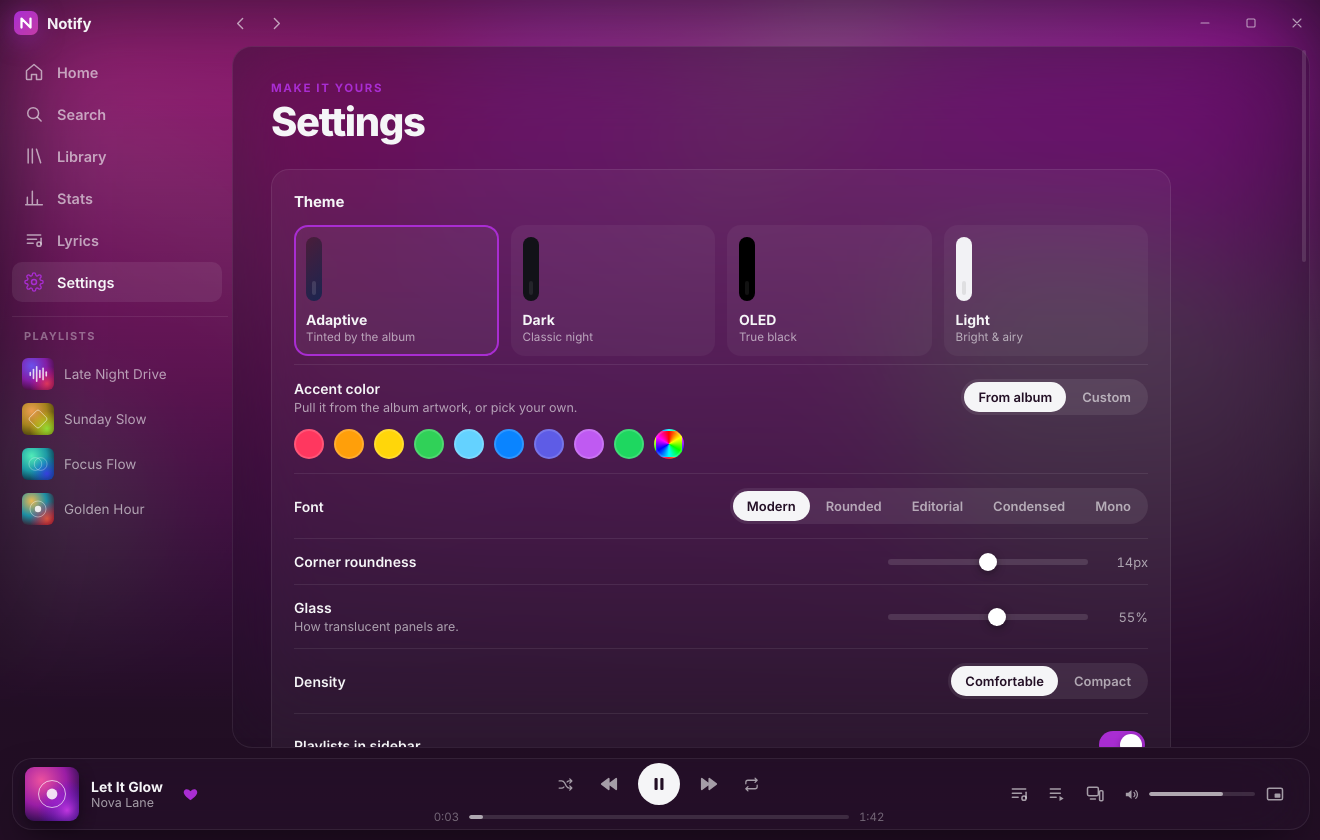 Notify
Home
Search
Library
Stats
Lyrics
Settings
PLAYLISTS
Late Night Drive
Sunday Slow
Focus Flow
Golden Hour
MAKE IT YOURS
Settings
Theme
Adaptive
Tinted by the album
Dark
Classic night
OLED
True black
Light
Bright & airy
Accent color
Pull it from the album artwork, or pick your own.
From album
Custom
Font
Modern
Rounded
Editorial
Condensed
Mono
Corner roundness
14px
Glass
How translucent panels are.
55%
Density
Comfortable
Compact
Playlists in sidebar
Let It Glow
Nova Lane
0:03
1:42